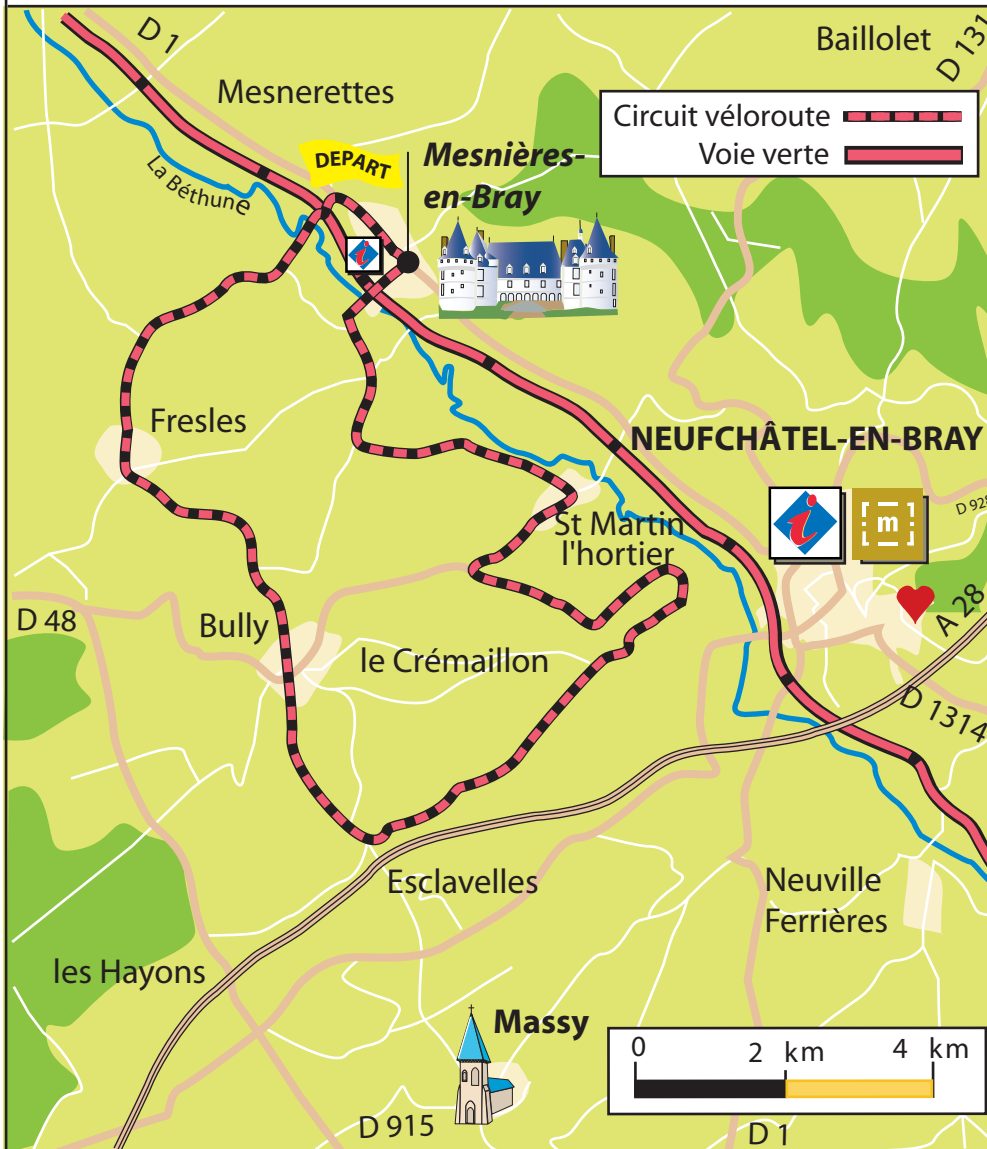 D 1
Baillolet
D 131
Mesnerettes
Circuit véloroute
Voie verte
DEPART
Mesnières-
en-Bray
La Béthune
i
Fresles
NEUFCHÂTEL-EN-BRAY
i
m
D 928
St Martin
l'hortier
D 48
Bully
le Crémaillon
A 28
D 1314
Esclavelles
Neuville
Ferrières
les Hayons
Massy
0 2 km 4 km
D 915
D 1